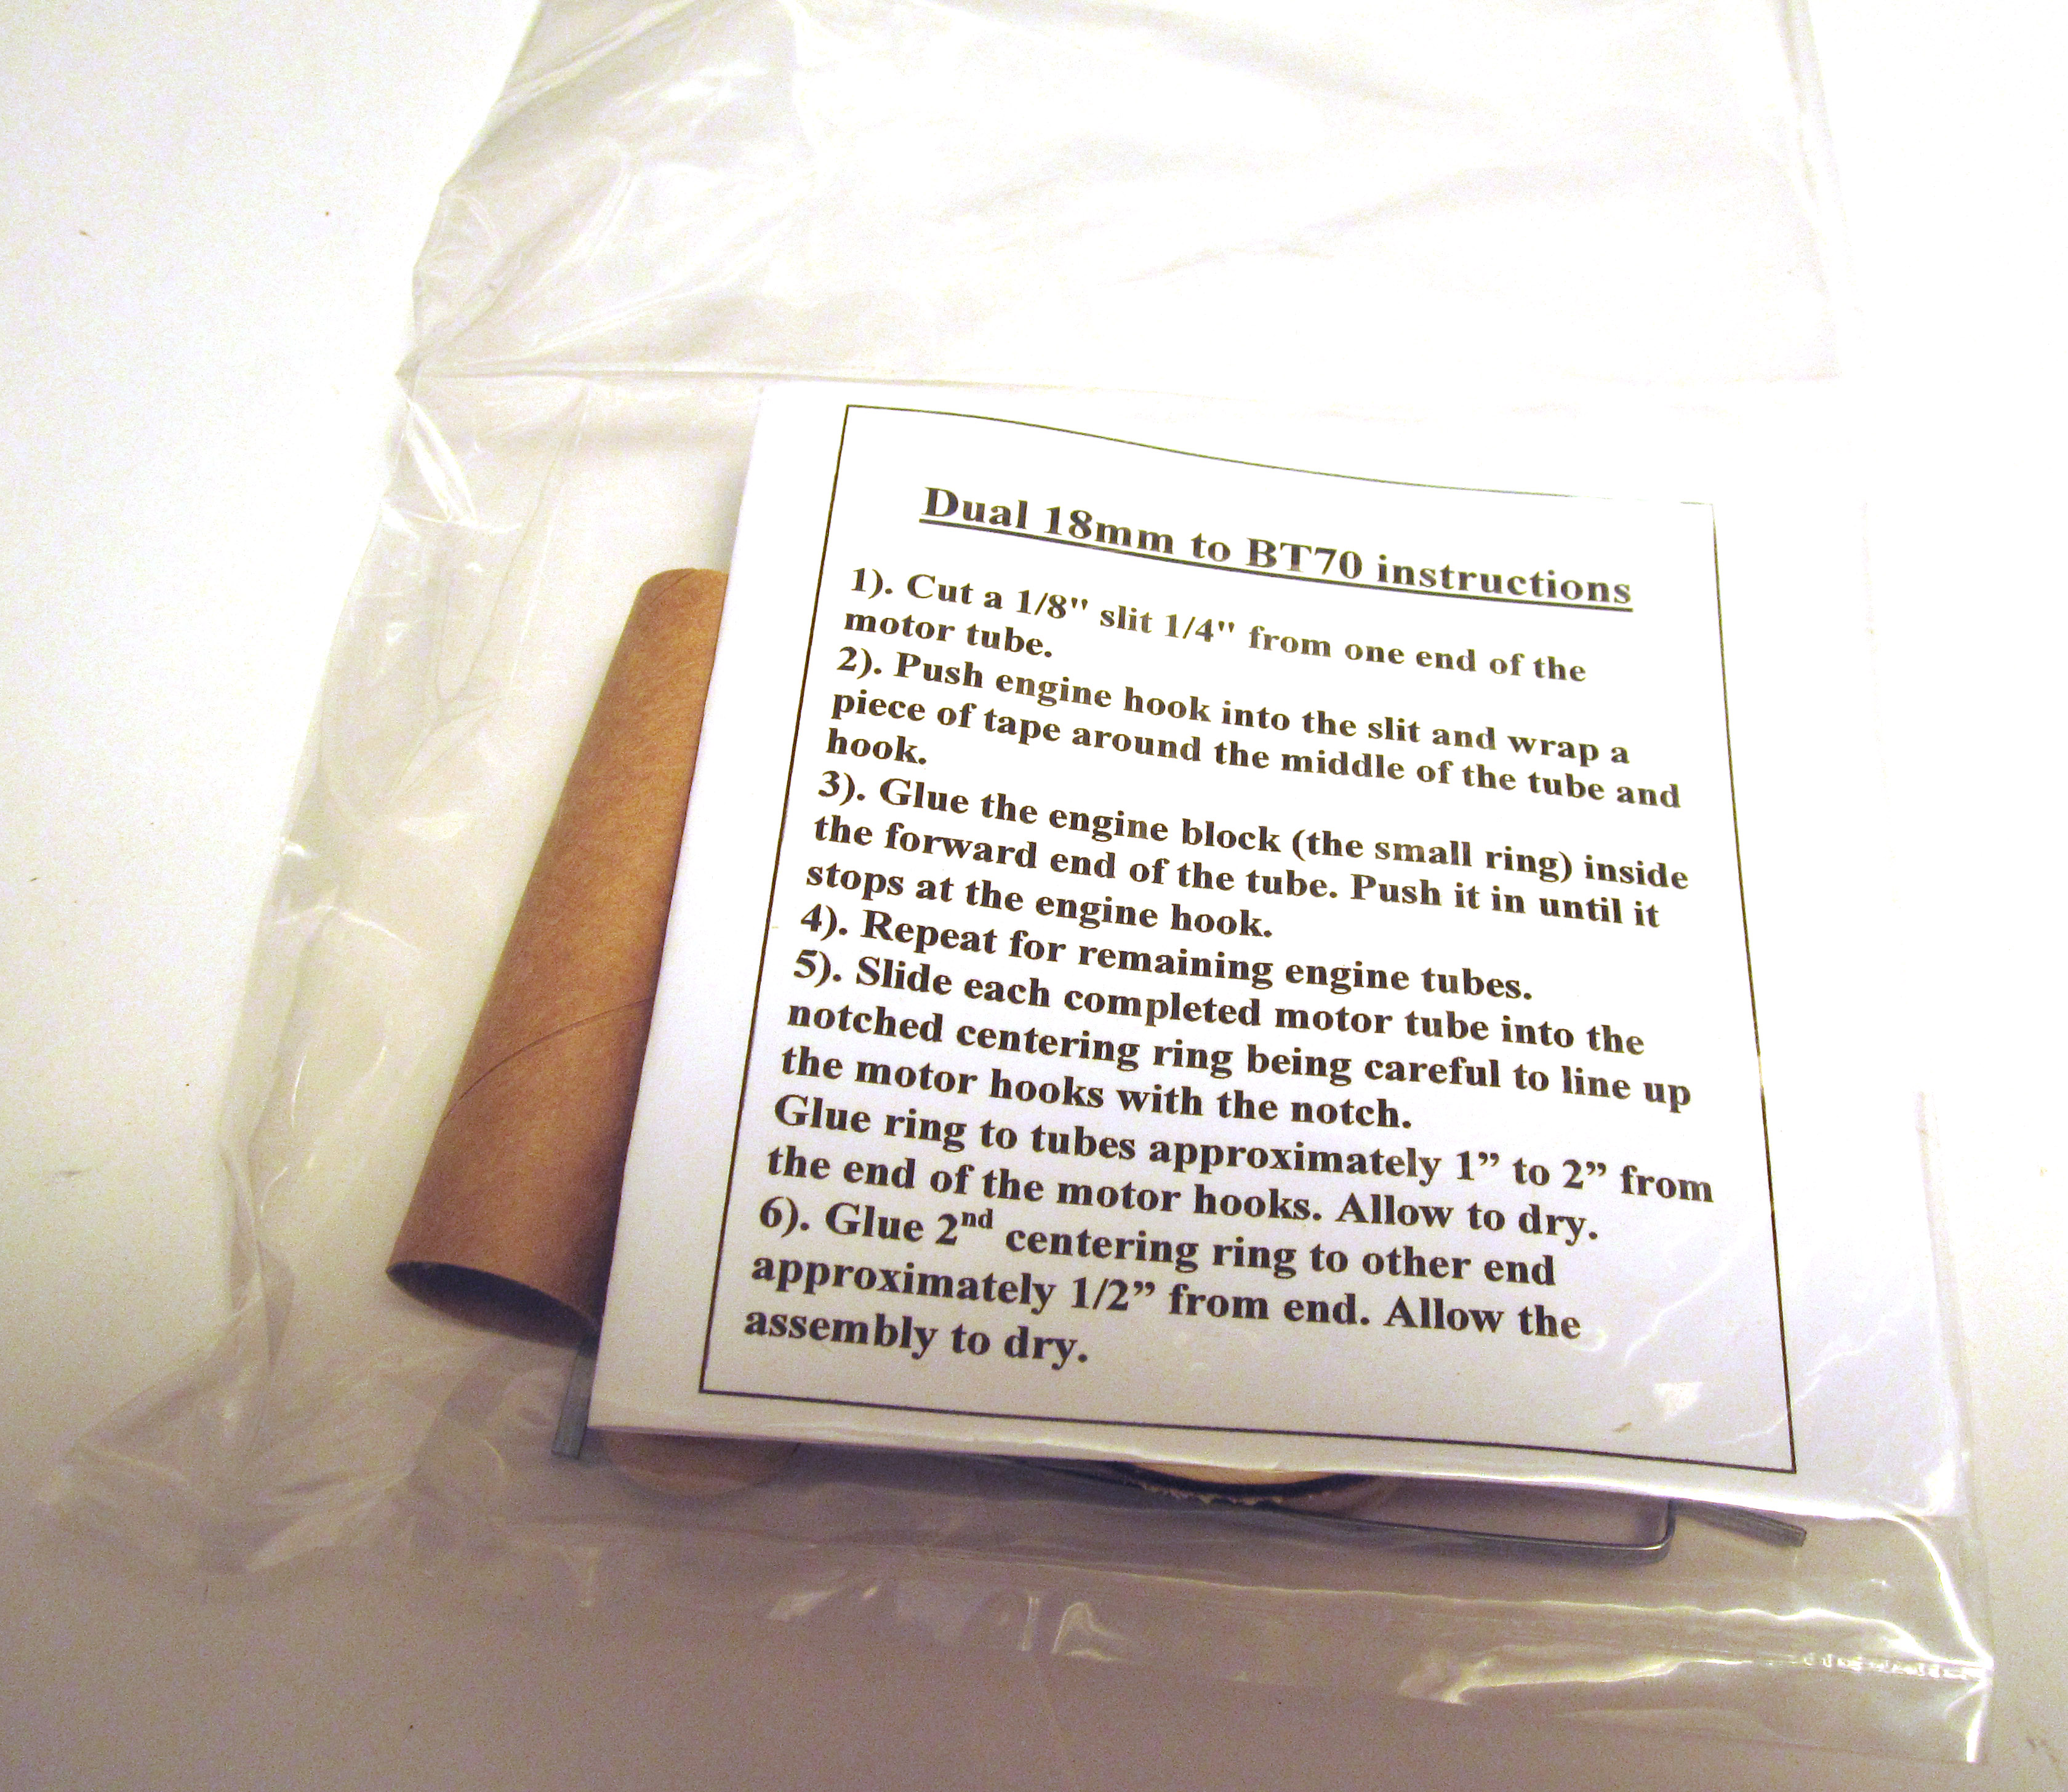 Dual 18mm to BT70 instructions
1). Cut a 1/8" slit 1/4" from one end of the
motor tube.
2). Push engine hook into the slit and wrap a
piece of tape around the middle of the tube and
hook.
3). Glue the engine block (the small ring) inside
the forward end of the tube. Push it in until it
stops at the engine hook.
4). Repeat for remaining engine tubes.
5). Slide each completed motor tube into the
notched centering ring being careful to line up
the motor hooks with the notch.
Glue ring to tubes approximately 1” to 2” from
the end of the motor hooks. Allow to dry.
6). Glue 2nd centering ring to other end
approximately 1/2” from end. Allow the
assembly to dry.